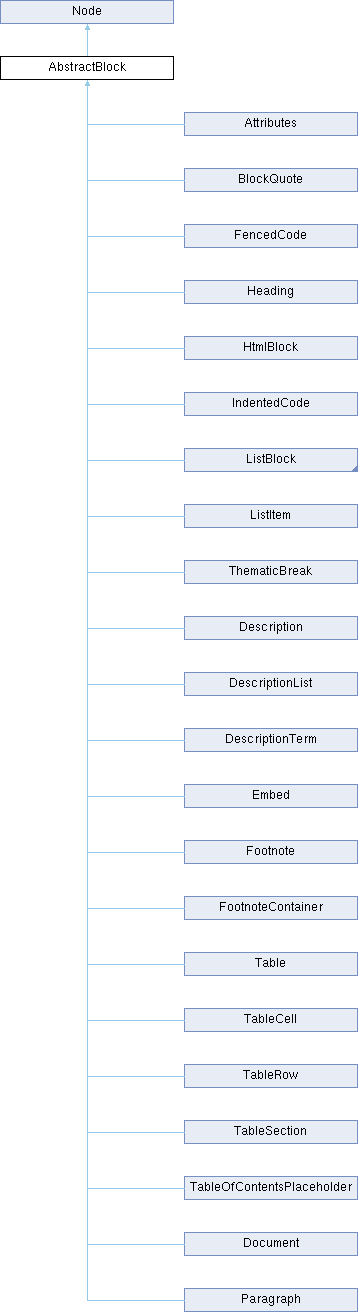 Node
AbstractBlock
Attributes
BlockQuote
FencedCode
Heading
HtmlBlock
IndentedCode
ListBlock
ListItem
ThematicBreak
Description
DescriptionList
DescriptionTerm
Embed
Footnote
FootnoteContainer
Table
TableCell
TableRow
TableSection
TableOfContentsPlaceholder
Document
Paragraph